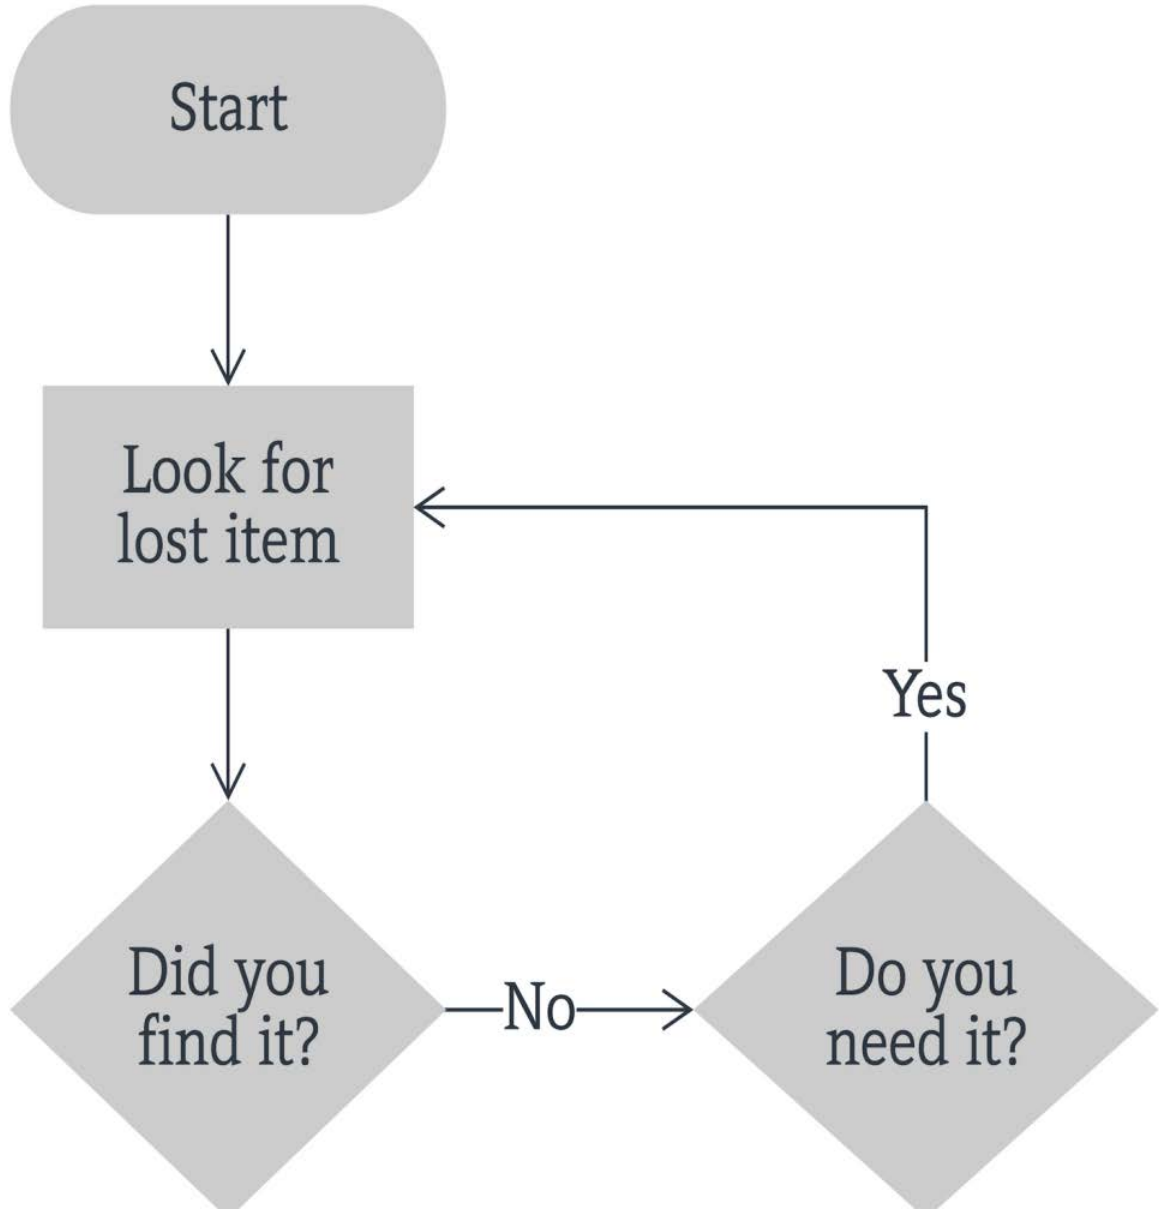 Start
Look for
lost item
Yes
Did you
find it?
No
Do you
need it?